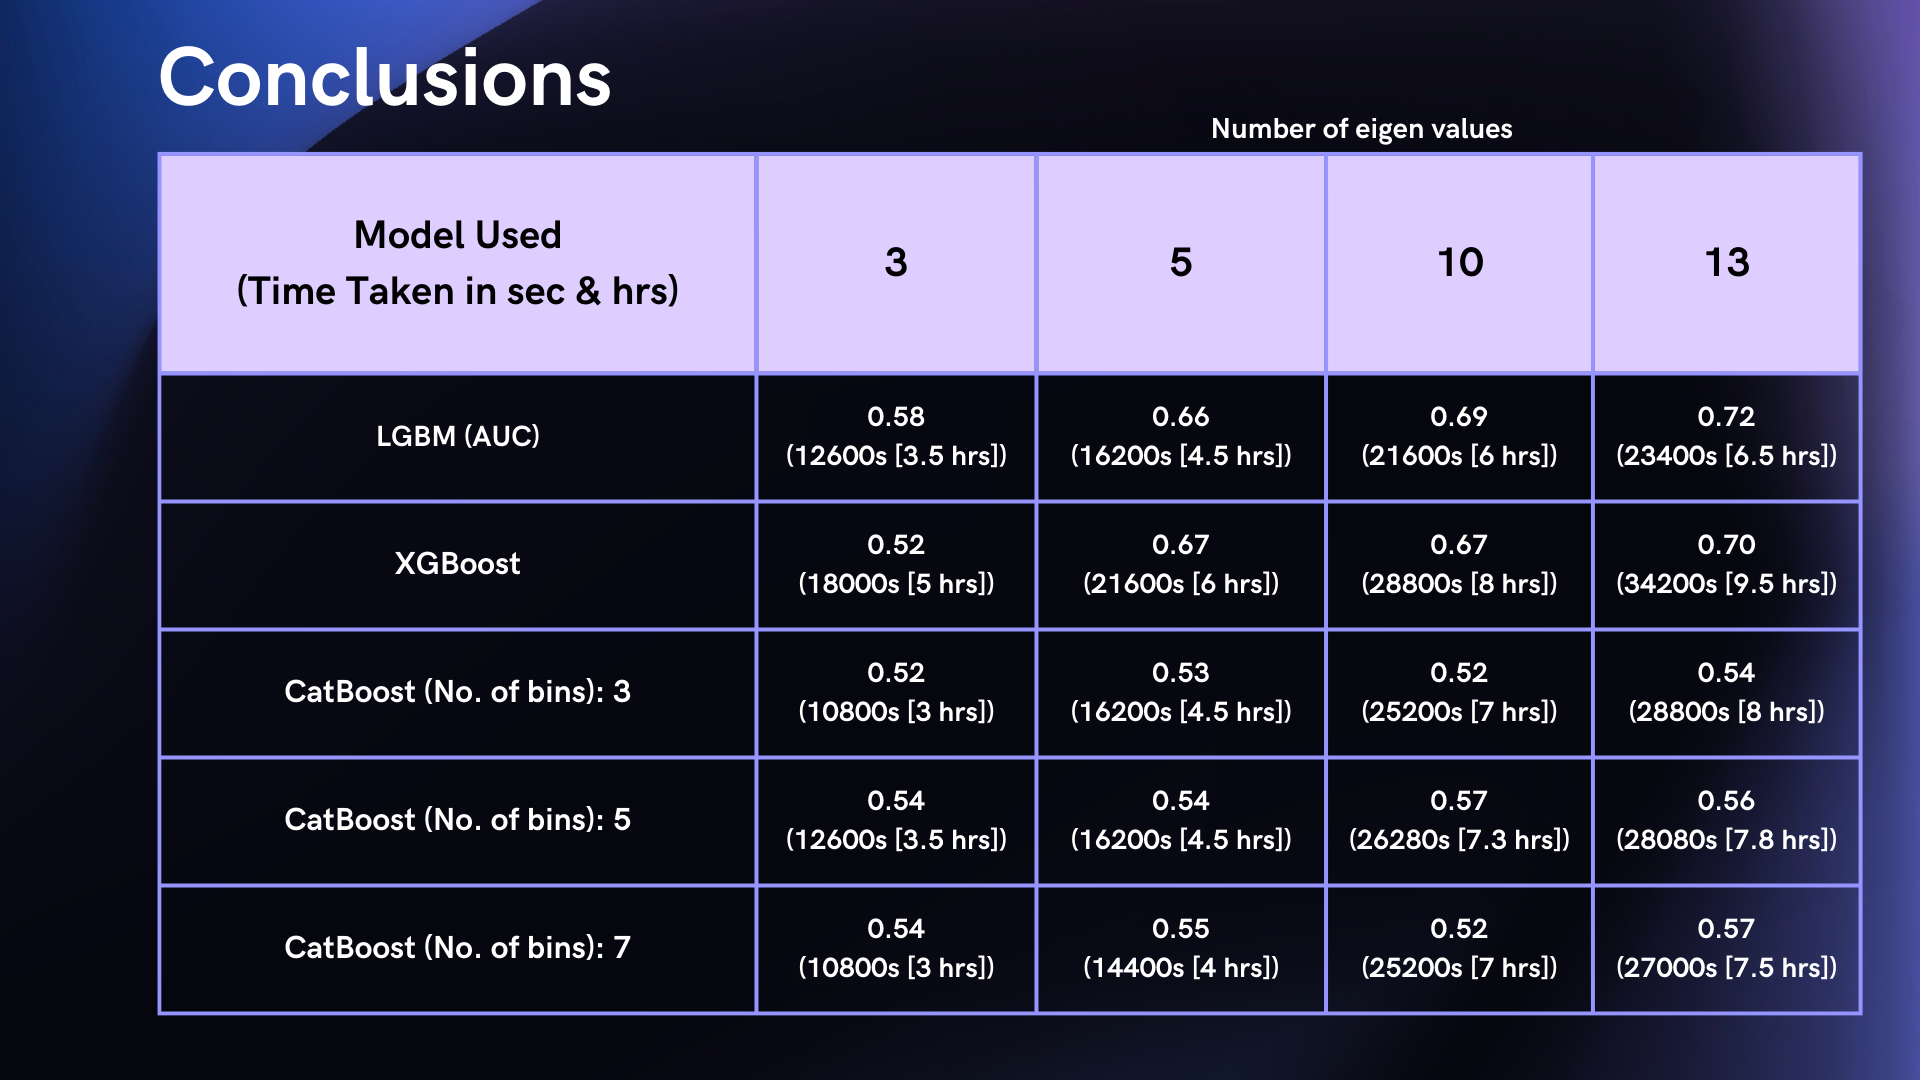 Conclusions
Number of eigen values
Model Used
(Time Taken in sec & hrs)
3
5
10
13
LGBM (AUC)
0.58
(12600s [3.5 hrs])
0.66
(16200s [4.5 hrs])
0.69
(21600s [6 hrs])
0.72
(23400s [6.5 hrs])
XGBoost
0.52
(18000s [5 hrs])
0.67
(21600s [6 hrs])
0.67
(28800s [8 hrs])
0.70
(34200s [9.5 hrs])
CatBoost (No. of bins): 3
0.52
(10800s [3 hrs])
0.53
(16200s [4.5 hrs])
0.52
(25200s [7 hrs])
0.54
(28800s [8 hrs])
CatBoost (No. of bins): 5
0.54
(12600s [3.5 hrs])
0.54
(16200s [4.5 hrs])
0.57
(26280s [7.3 hrs])
0.56
(28080s [7.8 hrs])
CatBoost (No. of bins): 7
0.54
(10800s [3 hrs])
0.55
(14400s [4 hrs])
0.52
(25200s [7 hrs])
0.57
(27000s [7.5 hrs])